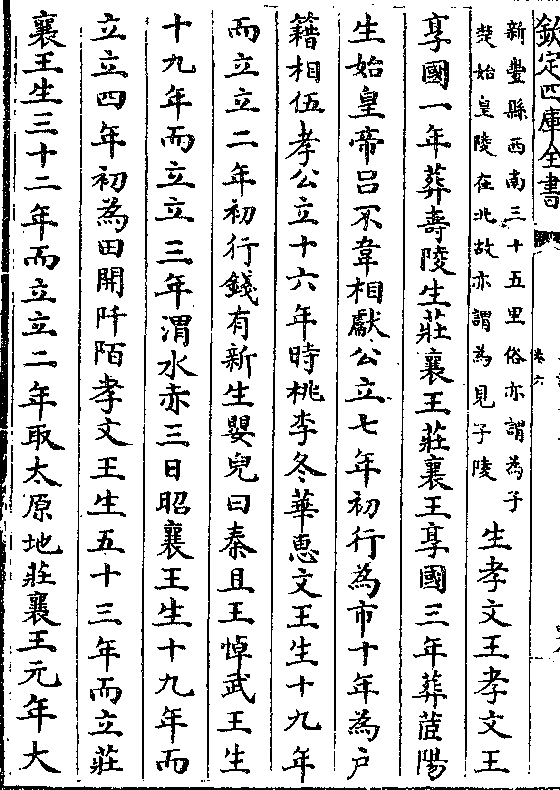 欽定四庫全書
卷六
新豐縣西南三十五里俗亦謂為子
楚始皇陵在北故亦謂為見子陵
生孝文王孝文王
享國一年葬壽陵生莊襄王莊襄王享國三年葬茝陽
生始皇帝吕不韋相獻公立七年初行為市十年為户
籍相伍孝公立十六年時桃李冬華惠文王生十九年
而立立二年初行錢有新生嬰兒曰秦且王悼武王生
十九年而立立三年渭水赤三日昭襄王生十九年而
立立四年初為田開阡陌孝文王生五十三年而立莊
襄王生三十二年而立立二年取太原地莊襄王元年大